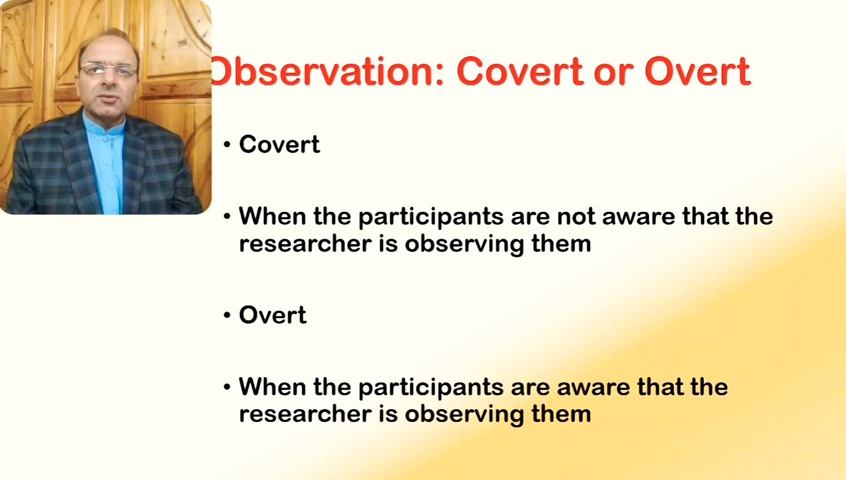 Observation: Covert or Overt
• Covert
• When the participants are not aware that the
researcher is observing them
• Overt
• When the participants are aware that the
researcher is observing them